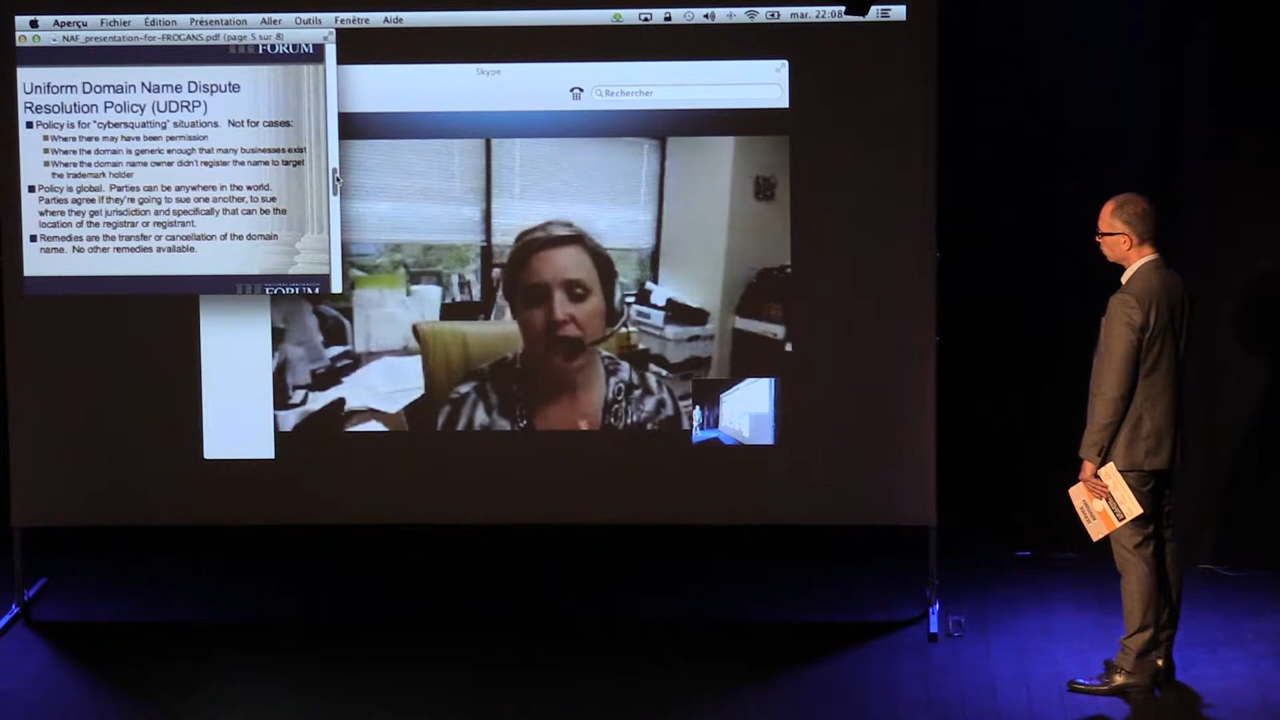 Aperçu Fichier Édition Présentation Aller Outils Fenêtre Aide mar. 22:08
NAF_presentation-for-FROGANS.pdf (page 5 sur 8)
FORUM
Skype
Rechercher
Uniform Domain Name Dispute
Resolution Policy (UDRP)
Policy is for "cybersquatting" situations. Not for cases:
Where there may have been permission
Where the domain is generic enough that many businesses exist
Where the domain name owner didn't register the name to target
the trademark holder
Policy is global. Parties can be anywhere in the world.
Parties agree if they're going to sue one another, to sue
where they get jurisdiction and specifically that can be the
location of the registrar or registrant.
Remedies are the transfer or cancellation of the domain
name. No other remedies available.
NATIONAL ARBITRATION
FORUM